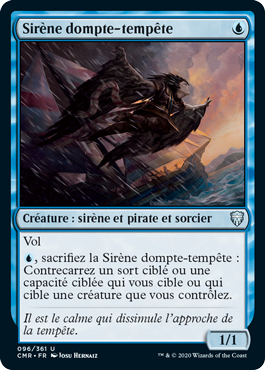 Sirène dompte-tempête
Créature : sirène et pirate et sorcier
Vol
, sacrifiez la Sirène dompte-tempête :
Contrecarrez un sort ciblé ou une
capacité ciblée qui vous cible ou qui
cible une créature que vous contrôlez.
Il est le calme qui dissimule l'approche de
la tempête.
1/1
096/361 U
CMR • FR Josu Hernaiz
™ & © 2020 Wizards of the Coast